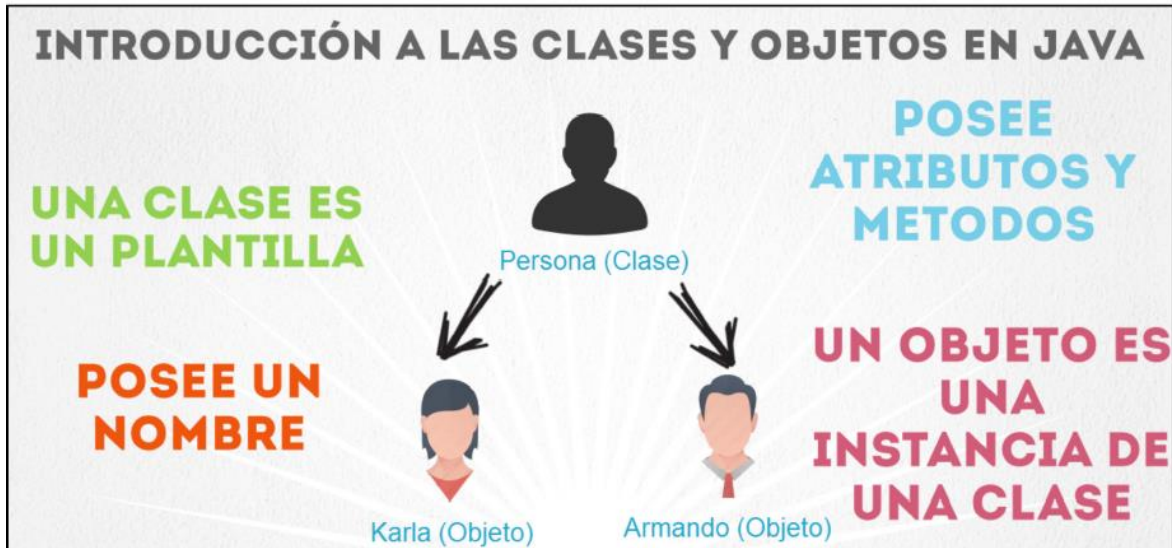 INTRODUCCIÓN A LAS CLASES Y OBJETOS EN JAVA
UNA CLASE ES
UN PLANTILLA
POSEE
ATRIBUTOS Y
METODOS
Persona (Clase)
POSEE UN
NOMBRE
UN OBJETO ES
UNA
INSTANCIA DE
UNA CLASE
Karla (Objeto)
Armando (Objeto)